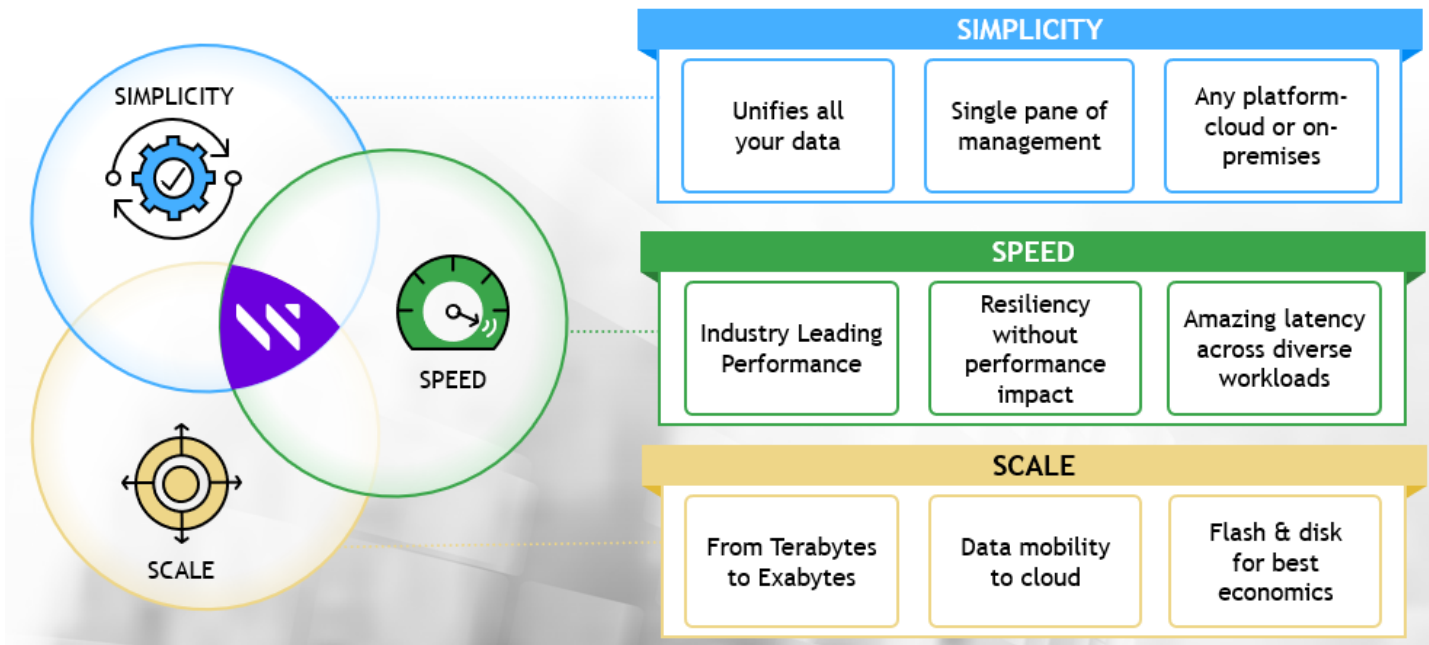 SIMPLICITY
SPEED
SCALE
SIMPLICITY
Unifies all
your data
Single pane of
management
Any platform-
cloud or on-
premises
SPEED
Industry Leading
Performance
Resiliency
without
performance
impact
Amazing latency
across diverse
workloads
SCALE
From Terabytes
to Exabytes
Data mobility
to cloud
Flash & disk
for best
economics